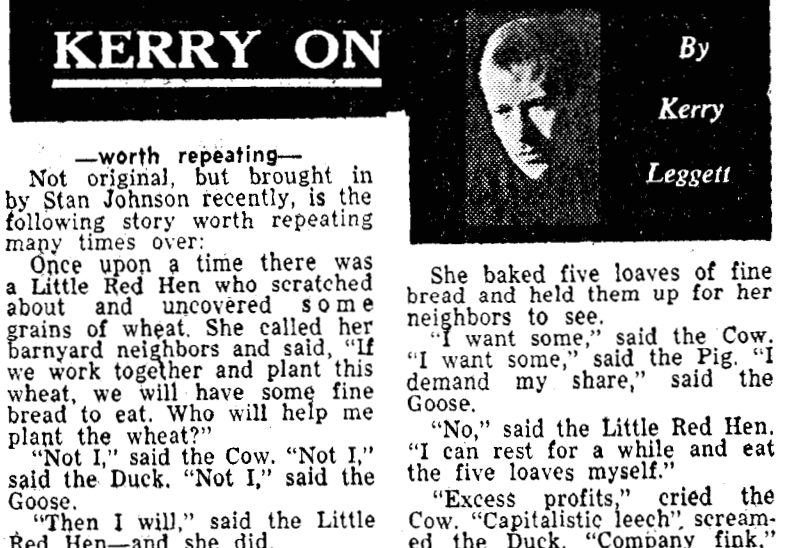 KERRY ON
By
Kerry
Leggett
—worth repeating—
Not original, but brought in
by Stan Johnson recently, is the
following story worth repeating
many times over:
Once upon a time there was
a Little Red Hen who scratched
about and uncovered some
grains of wheat. She called her
barnyard neighbors and said, "If
we work together and plant this
wheat, we will have some fine
bread to eat. Who will help me
plant the wheat?"
"Not I," said the Cow. "Not I,"
said the Duck. "Not I," said the
Goose.
"Then I will," said the Little
Red Hen—and she did.
She baked five loaves of fine
bread and held them up for her
neighbors to see.
"I want some," said the Cow.
"I want some," said the Pig. "I
demand my share," said the
Goose.
"No," said the Little Red Hen.
"I can rest for a while and eat
the five loaves myself."
"Excess profits," cried the
Cow. "Capitalistic leech", scream-
ed the Duck. "Company fink,"